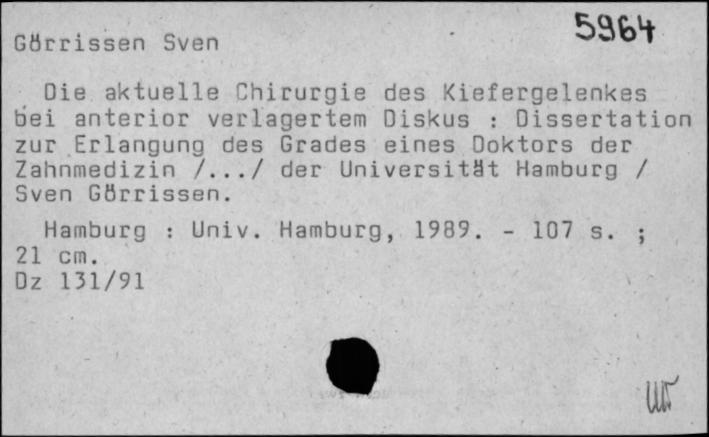 5964
Görrissen Sven
Die aktuelle Chirurgie des Kiefergelenkes
bei anterior verlagertem Diskus : Dissertation
zur Erlangung des Grades eines Doktors der
Zahnmedizin /.../ der Universität Hamburg /
Sven Görrissen.
Hamburg : Univ. Hamburg, 1989. - 107 s. ;
21 cm.
Dz 131/91